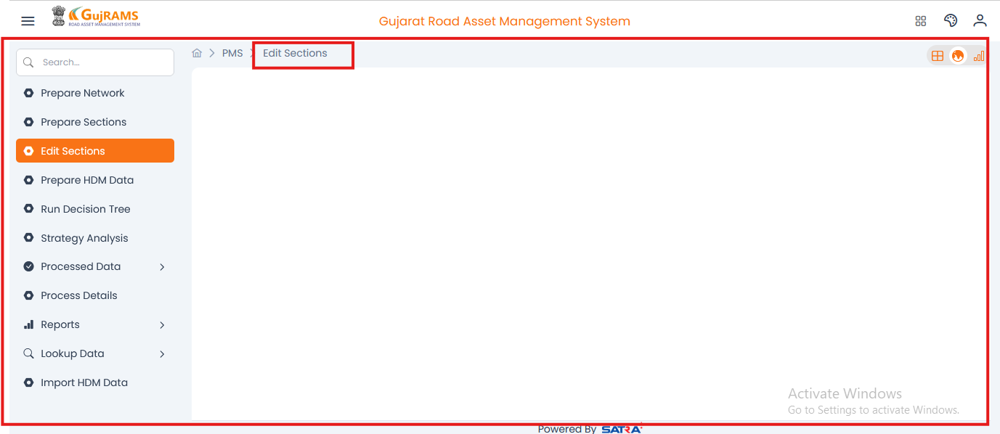 GujRAMS
ROAD ASSET MANAGEMENT SYSTEM
Gujarat Road Asset Management System
Search...
PMS
Edit Sections
Prepare Network
Prepare Sections
Edit Sections
Prepare HDM Data
Run Decision Tree
Strategy Analysis
Processed Data
Process Details
Reports
Lookup Data
Import HDM Data
Activate Windows
Go to Settings to activate Windows.
Powered By SATRA